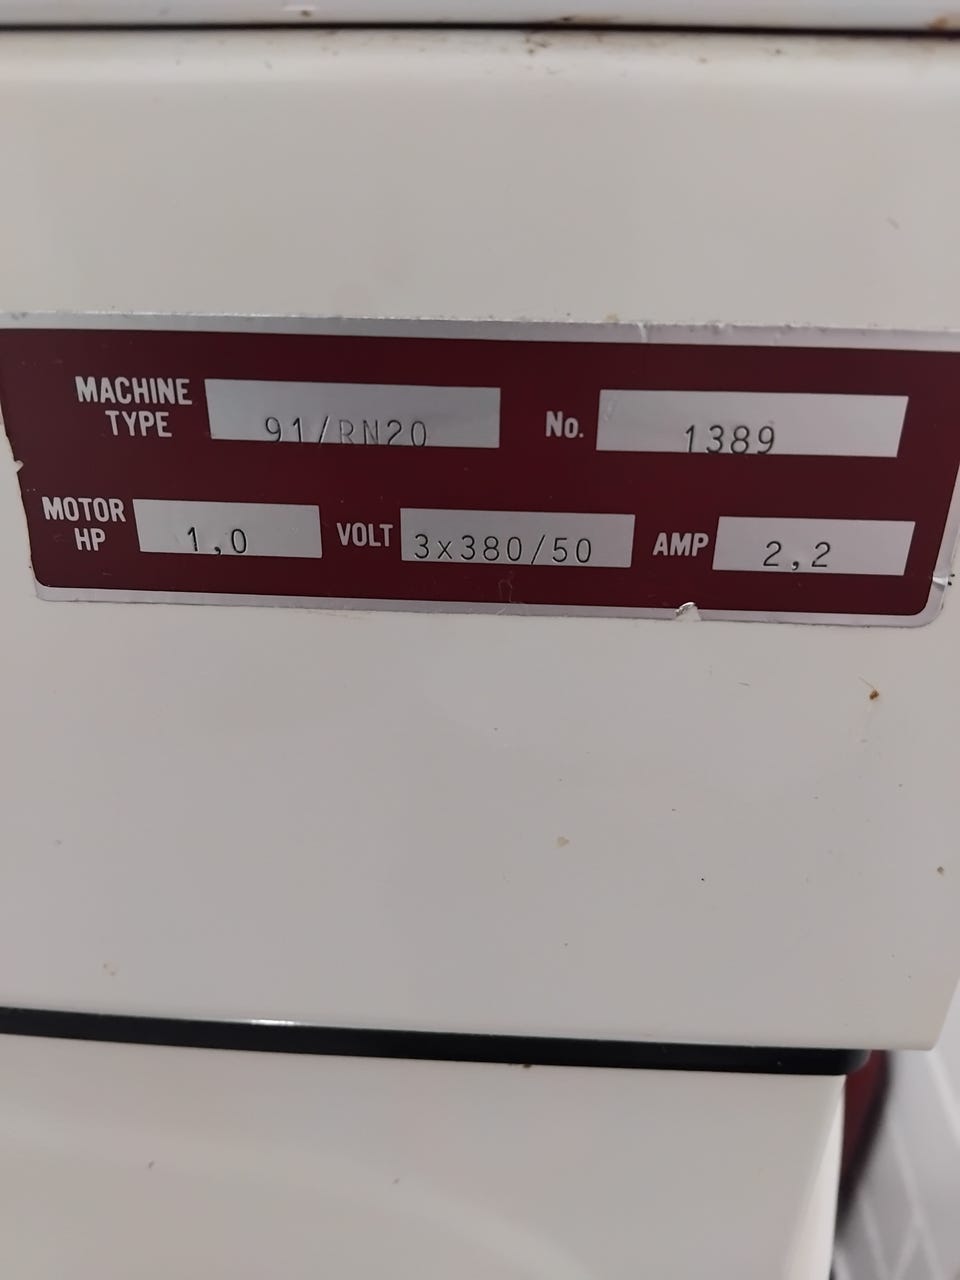 MACHINE TYPE 91/RN20 No. 1389
MOTOR HP 1,0 VOLT 3x380/50 AMP 2,2